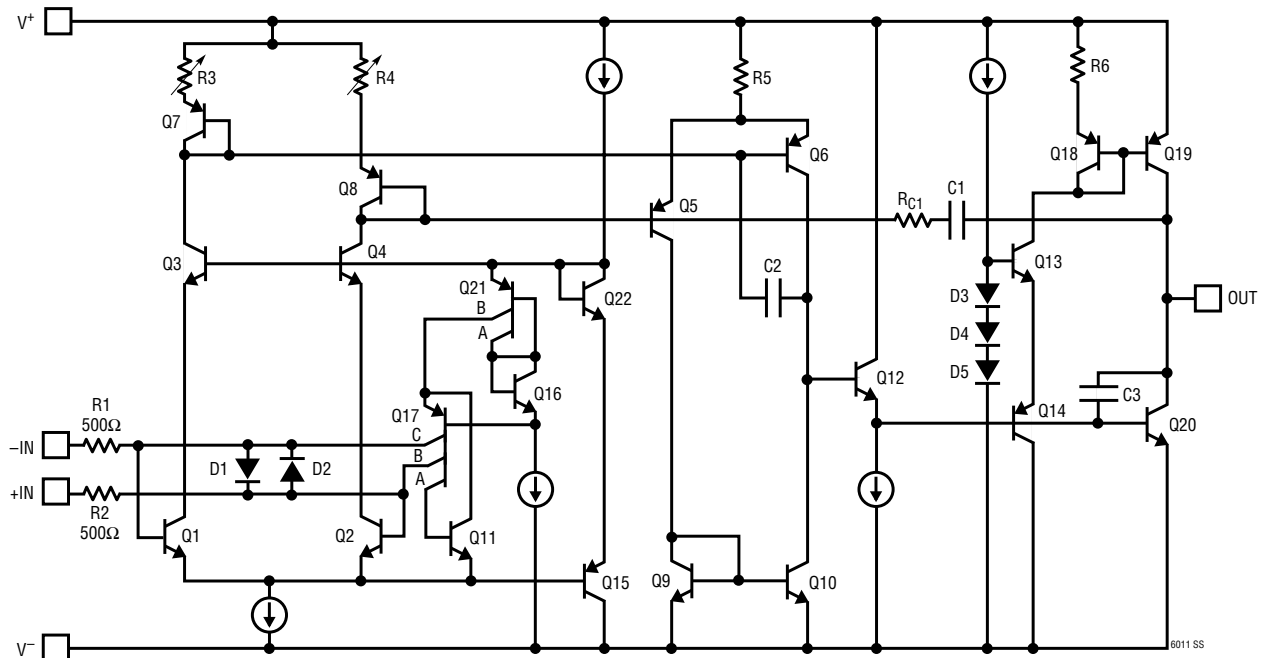 V+
R3
R4
R5
R6
Q7
Q6
Q18
Q19
Q8
Q5
RC1
C1
Q3
Q4
Q21
Q22
C2
Q13
B
A
D3
OUT
D4
Q16
D5
Q12
R1
500Ω
Q17
Q14
C3
Q20
–IN
C
D1
D2
B
A
+IN
R2
500Ω
Q1
Q2
Q11
Q15
Q9
Q10
V–
6011 SS